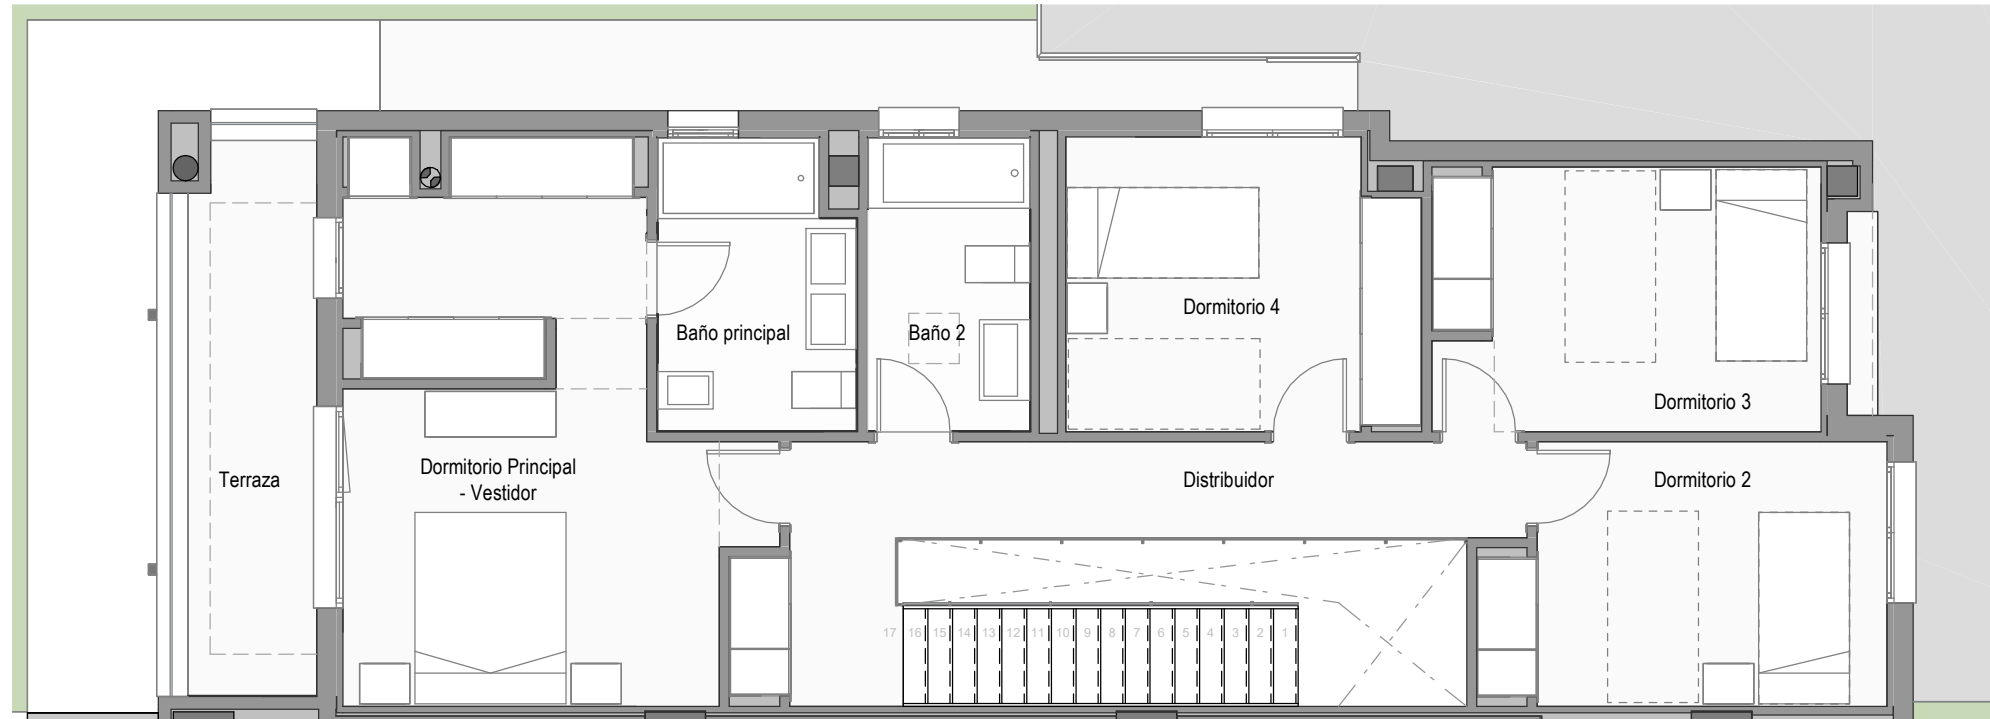 Dormitorio 4
Baño principal
Baño 2
Dormitorio 3
Dormitorio Principal
- Vestidor
Terraza
Distribuidor
Dormitorio 2
17 16 15 14 13 12 11 10 9 8 7 6 5 4 3 2 1